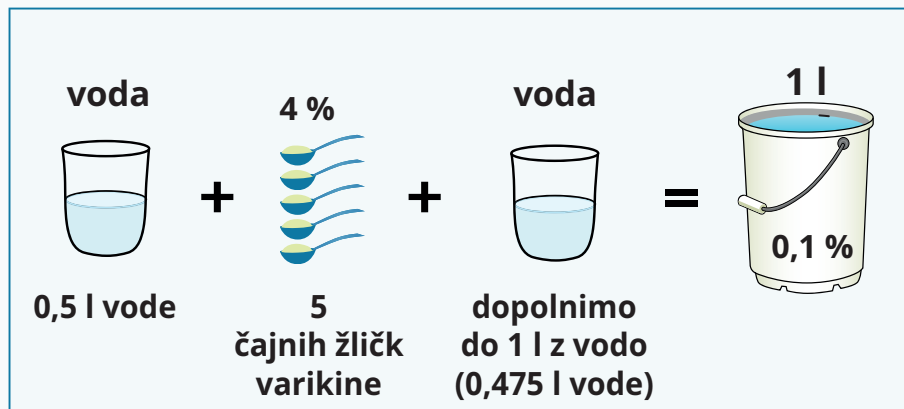 voda
0,5 l vode
+
4 %
5
čajnih žličk
varikine
+
voda
dopolnimo
do 1 l z vodo
(0,475 l vode)
=
1 l
0,1 %